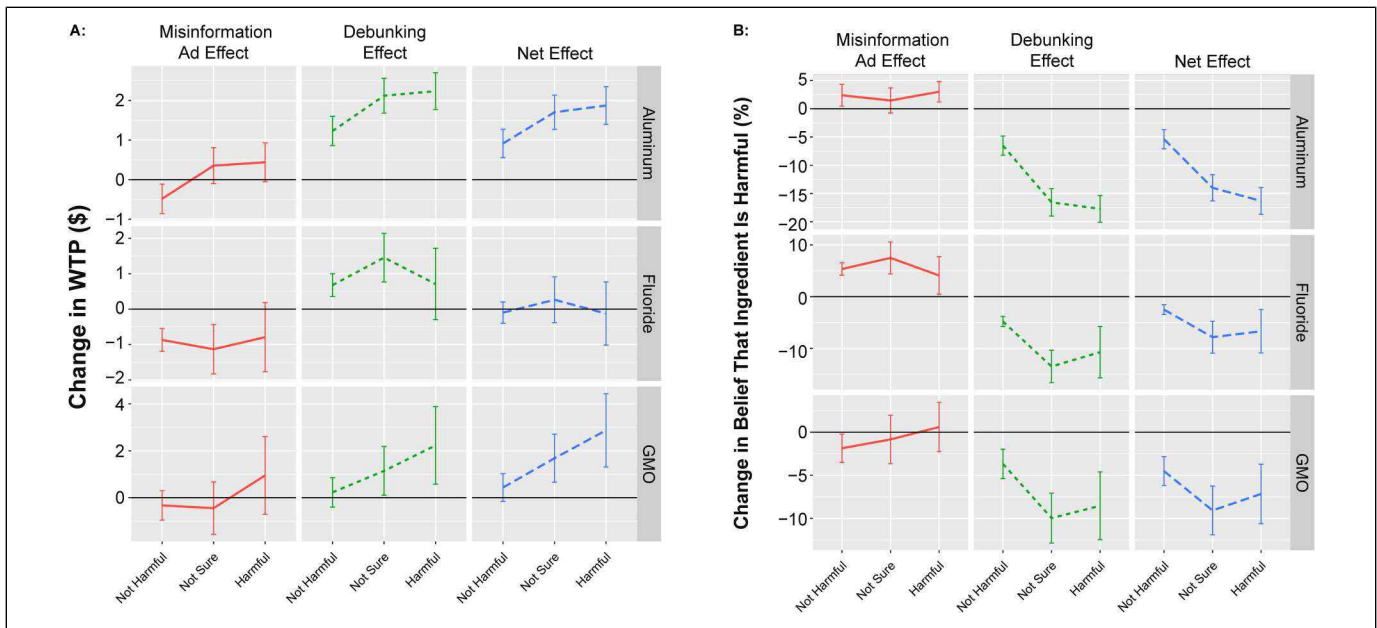 A:
Misinformation
Ad Effect
Debunking
Effect
Net Effect
Change in WTP ($)
2
1
0
−1
Aluminum
2
1
0
−1
−2
Fluoride
4
2
0
GMO
Not Harmful
Not Sure
Harmful
Not Harmful
Not Sure
Harmful
Not Harmful
Not Sure
Harmful
B:
Misinformation
Ad Effect
Debunking
Effect
Net Effect
Change in Belief That Ingredient Is Harmful (%)
5
0
−5
−10
−15
−20
Aluminum
10
0
−10
Fluoride
0
−5
−10
GMO
Not Harmful
Not Sure
Harmful
Not Harmful
Not Sure
Harmful
Not Harmful
Not Sure
Harmful